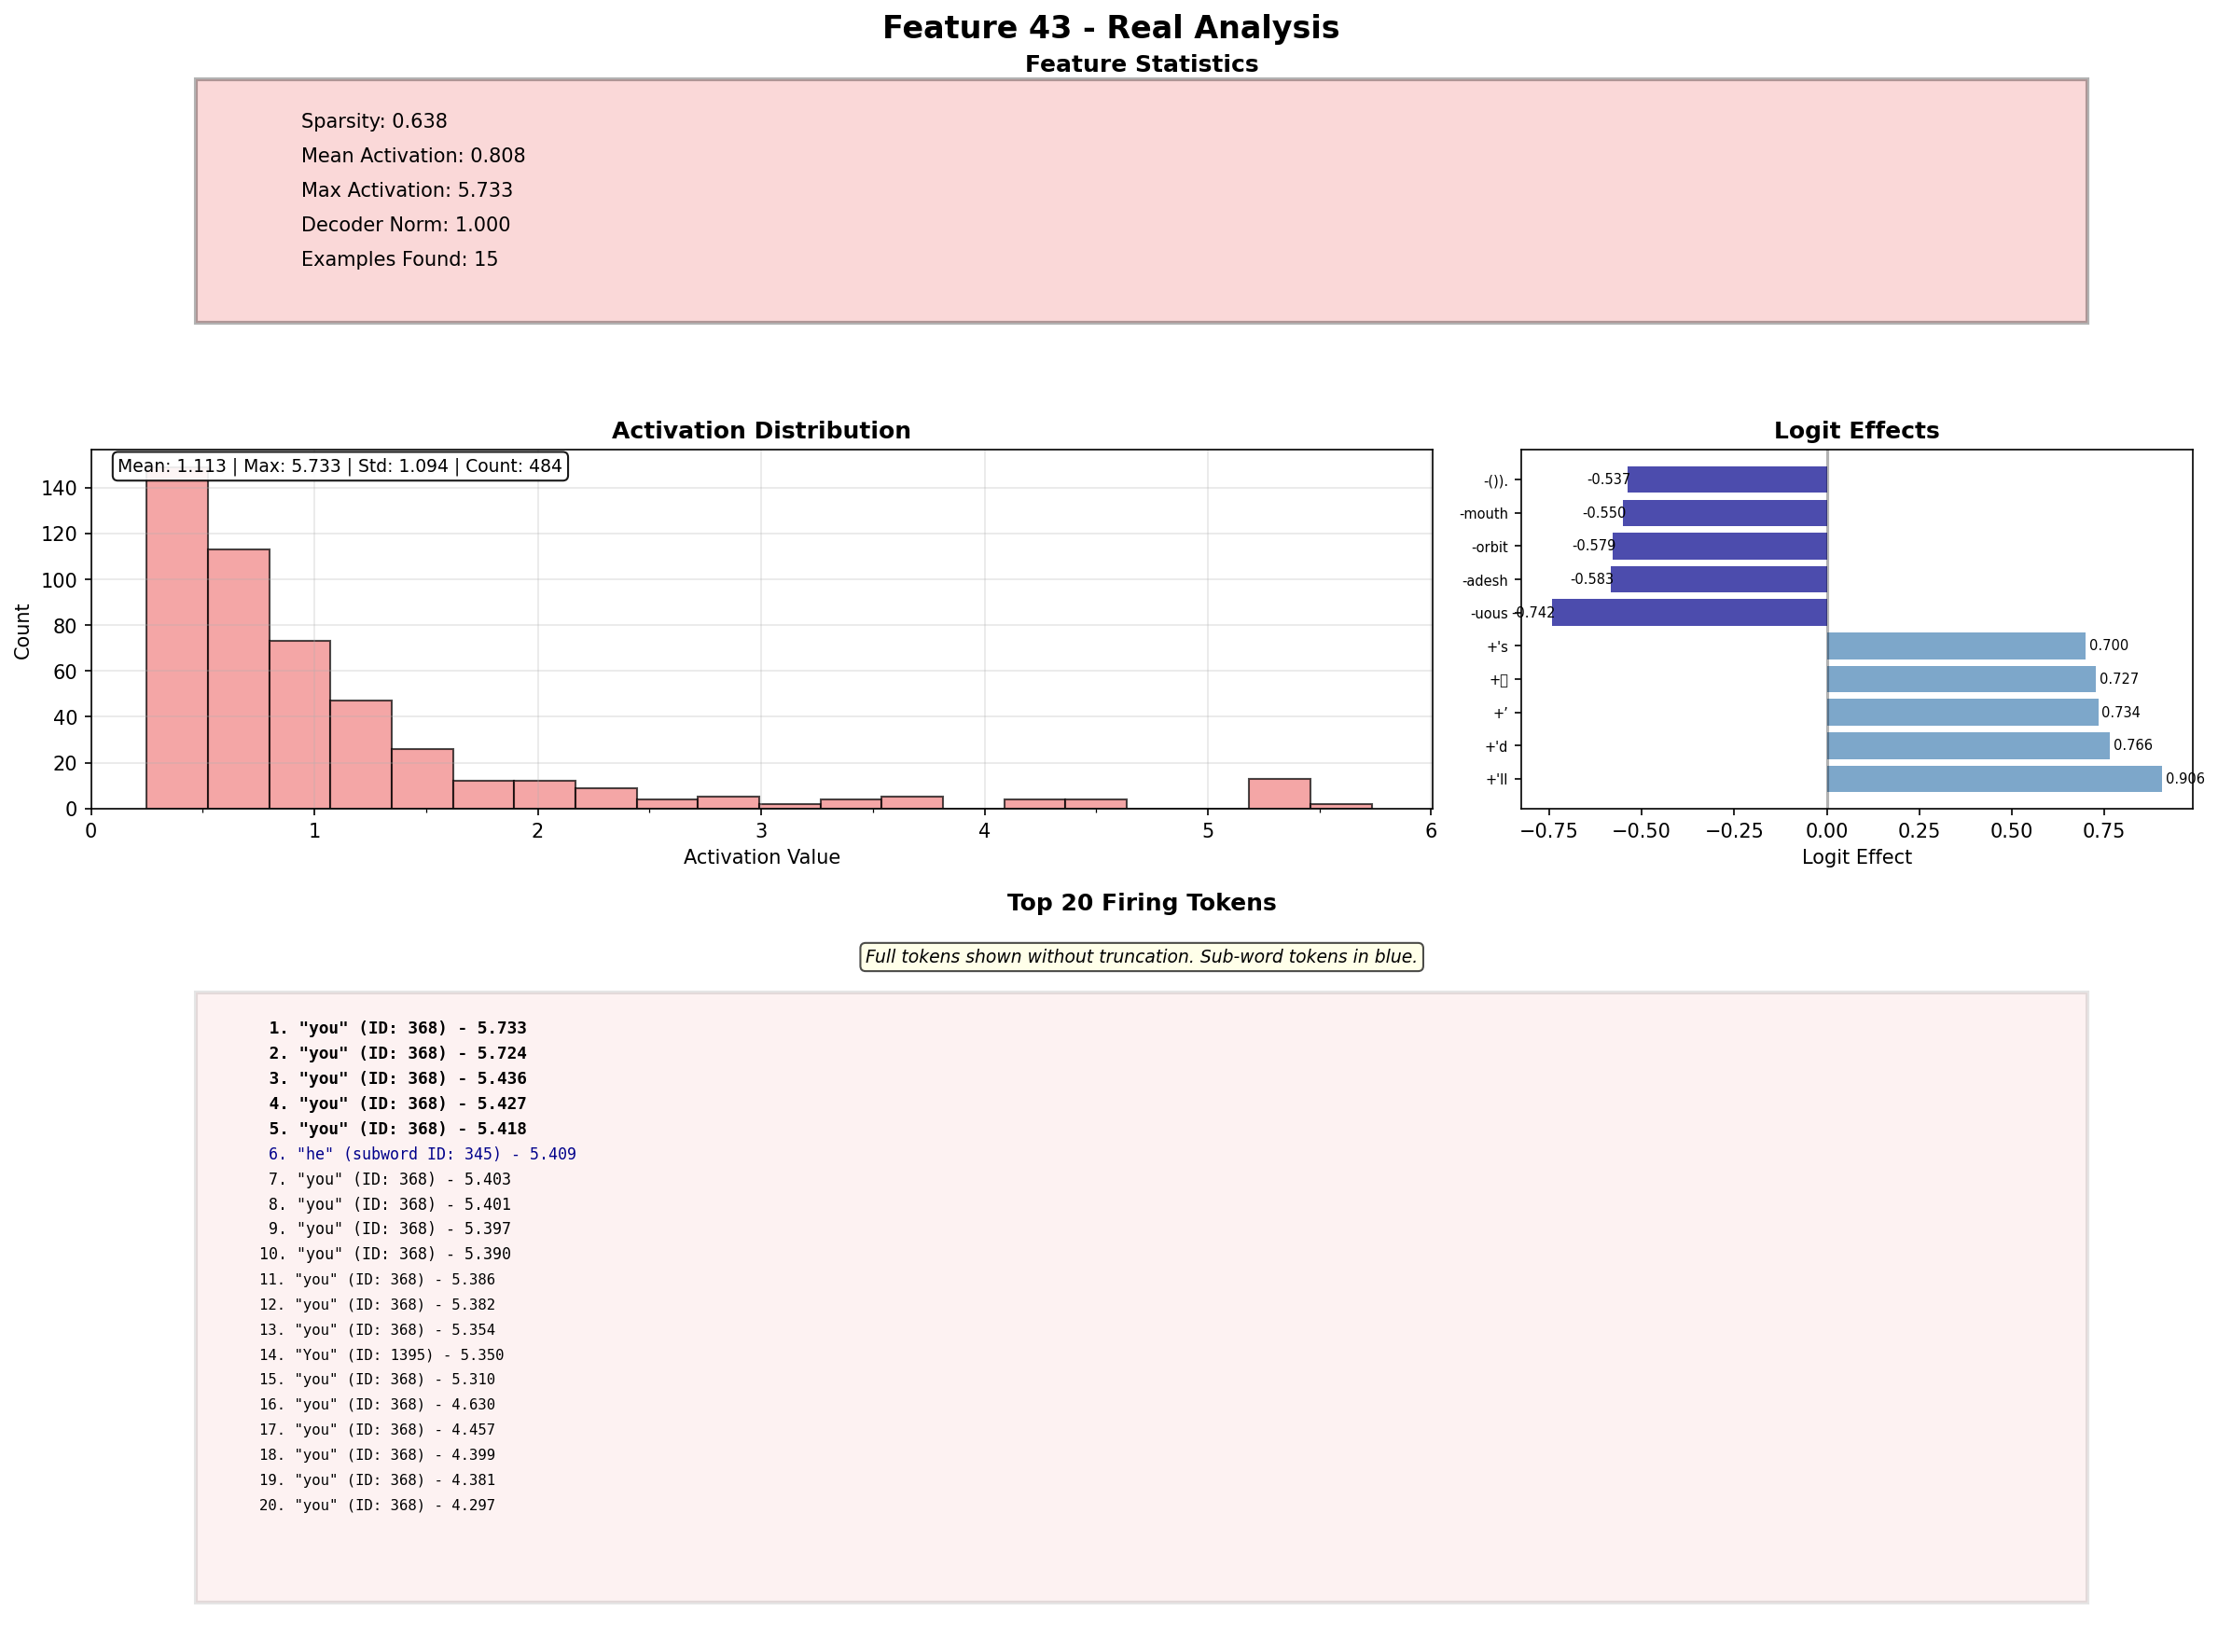 Feature 43 - Real Analysis
Feature Statistics
Sparsity: 0.638
Mean Activation: 0.808
Max Activation: 5.733
Decoder Norm: 1.000
Examples Found: 15
Activation Distribution
Mean: 1.113 | Max: 5.733 | Std: 1.094 | Count: 484
Count
140
120
100
80
60
40
20
0
0 1 2 3 4 5 6
Activation Value
Logit Effects
-()). -0.537
-mouth -0.550
-orbit -0.579
-adesh -0.583
-uous -0.742
+'s 0.700
+▯ 0.727
+’ 0.734
+'d 0.766
+'ll 0.906
−0.75 −0.50 −0.25 0.00 0.25 0.50 0.75
Logit Effect
Top 20 Firing Tokens
Full tokens shown without truncation. Sub-word tokens in blue.
1. "you" (ID: 368) - 5.733
2. "you" (ID: 368) - 5.724
3. "you" (ID: 368) - 5.436
4. "you" (ID: 368) - 5.427
5. "you" (ID: 368) - 5.418
6. "he" (subword ID: 345) - 5.409
7. "you" (ID: 368) - 5.403
8. "you" (ID: 368) - 5.401
9. "you" (ID: 368) - 5.397
10. "you" (ID: 368) - 5.390
11. "you" (ID: 368) - 5.386
12. "you" (ID: 368) - 5.382
13. "you" (ID: 368) - 5.354
14. "You" (ID: 1395) - 5.350
15. "you" (ID: 368) - 5.310
16. "you" (ID: 368) - 4.630
17. "you" (ID: 368) - 4.457
18. "you" (ID: 368) - 4.399
19. "you" (ID: 368) - 4.381
20. "you" (ID: 368) - 4.297